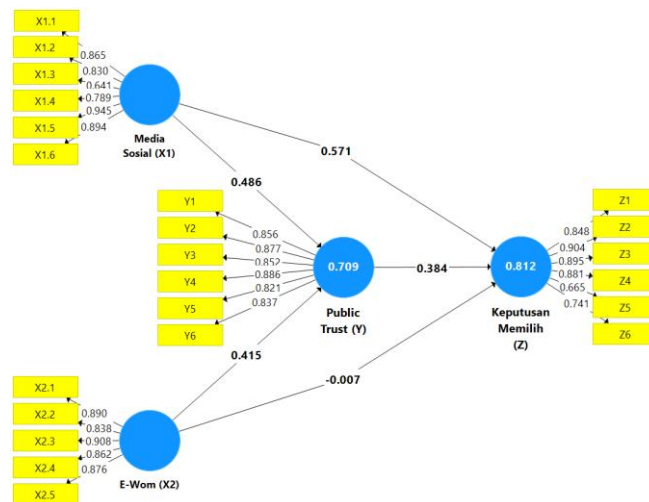 X1.1
X1.2
X1.3
X1.4
X1.5
X1.6
0.865
0.830
0.641
0.789
0.945
0.894
Media
Sosial (X1)
0.571
0.486
Y1
Y2
Y3
Y4
Y5
Y6
0.856
0.877
0.852
0.886
0.821
0.837
0.709
Public
Trust (Y)
0.384
0.812
Keputusan
Memilih
(Z)
0.848
0.904
0.895
0.881
0.665
0.741
Z1
Z2
Z3
Z4
Z5
Z6
0.415
-0.007
X2.1
X2.2
X2.3
X2.4
X2.5
0.890
0.838
0.908
0.862
0.876
E-Wom (X2)